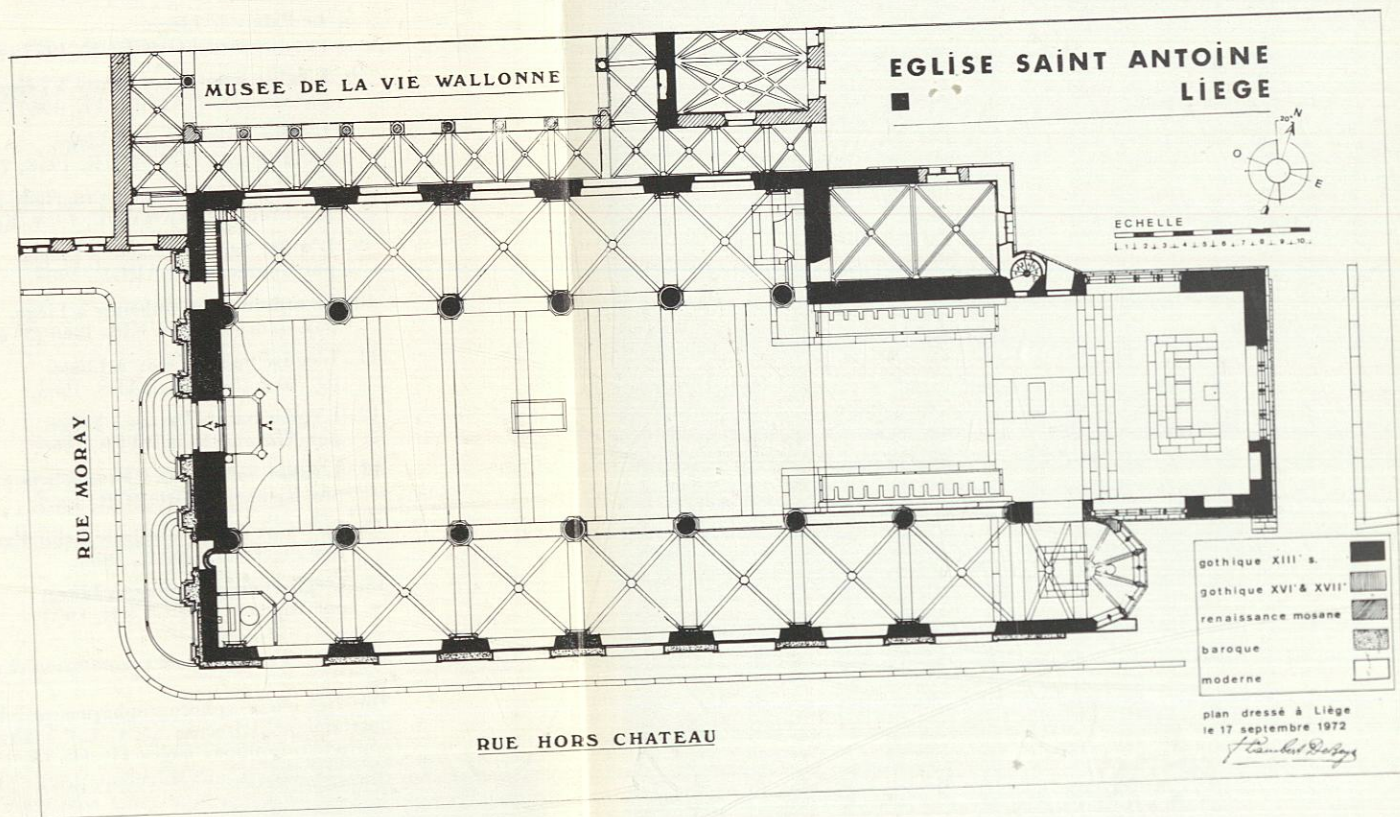 MUSEE DE LA VIE WALLONNE
EGLISE SAINT ANTOINE
LIEGE
20° N
O
E
ECHELLE
1 2 3 4 5 6 7 8 9 10
RUE MORAY
gothique XIII's.
gothique XVI'& XVII'
renaissance mosane
baroque
moderne
plan dressé à Liège
le 17 septembre 1972
RUE HORS CHATEAU